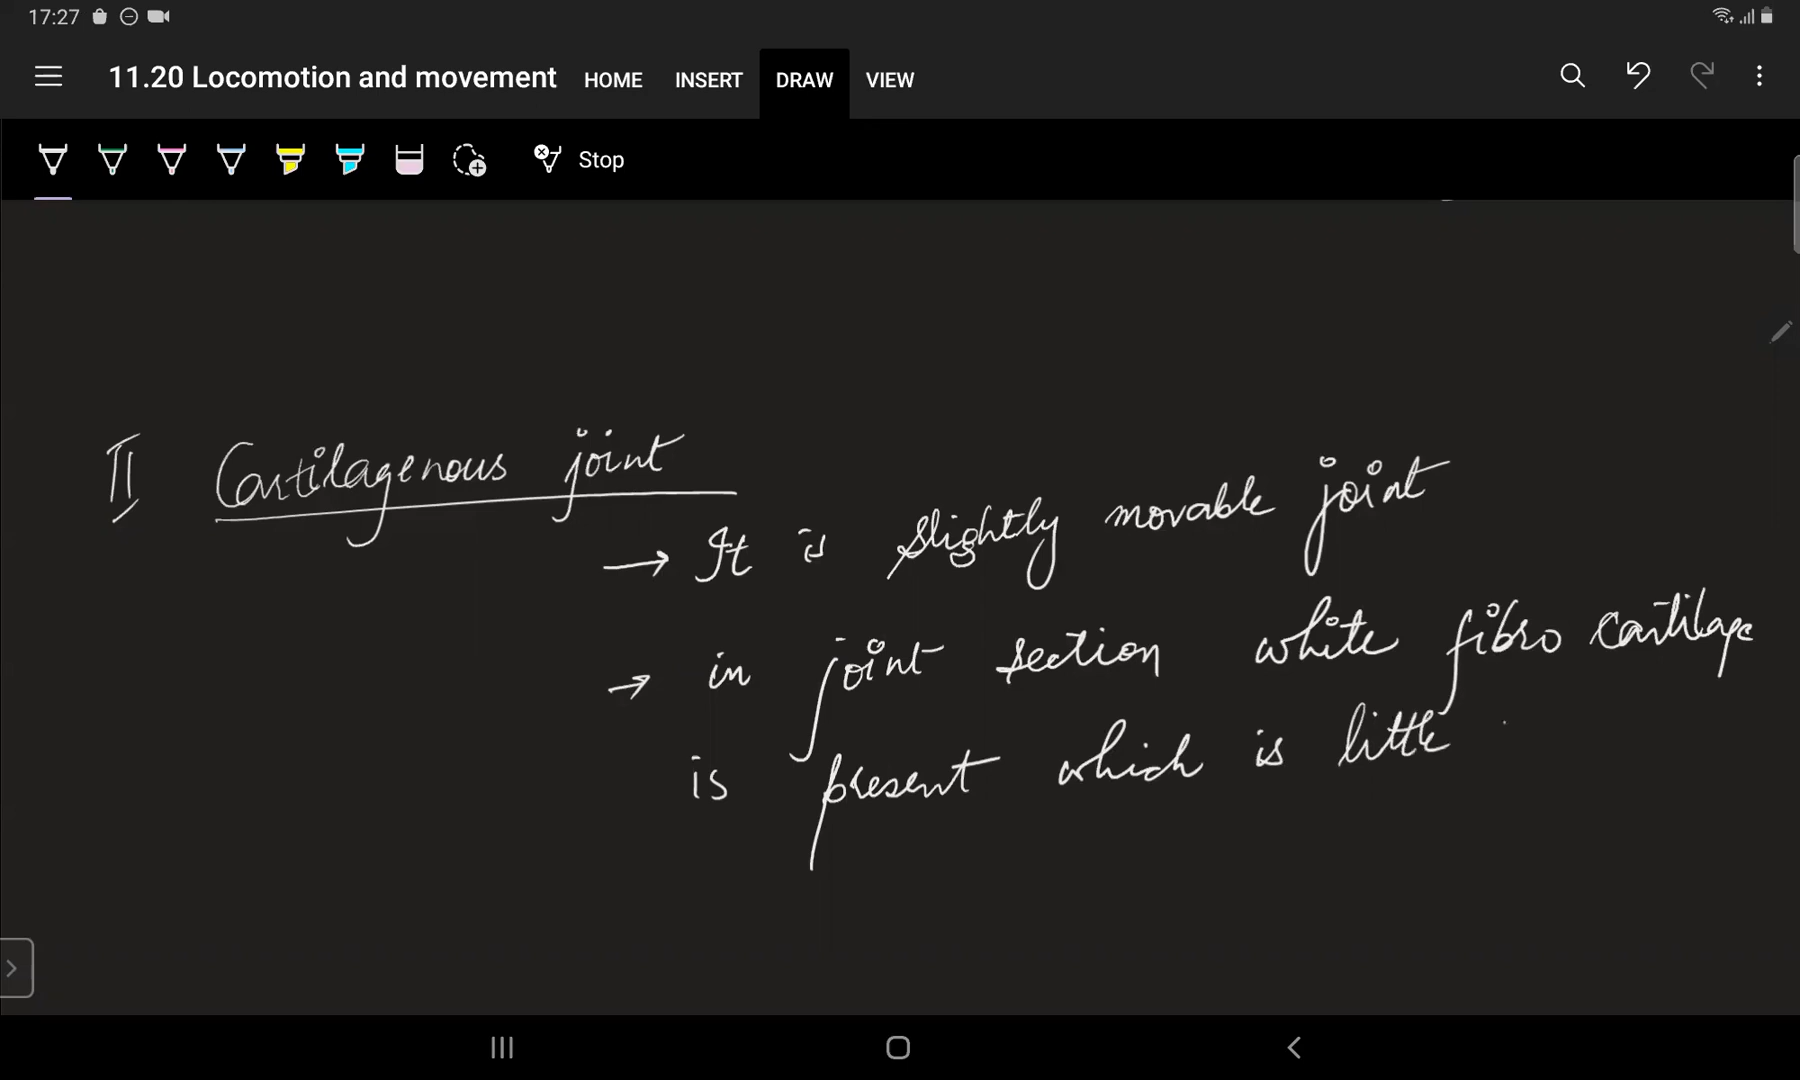 17:27
11.20 Locomotion and movement HOME INSERT DRAW VIEW
Stop
II Cartilagenous joint
→ It is slightly movable joint
→ in joint section white fibro cartilage
is present which is little